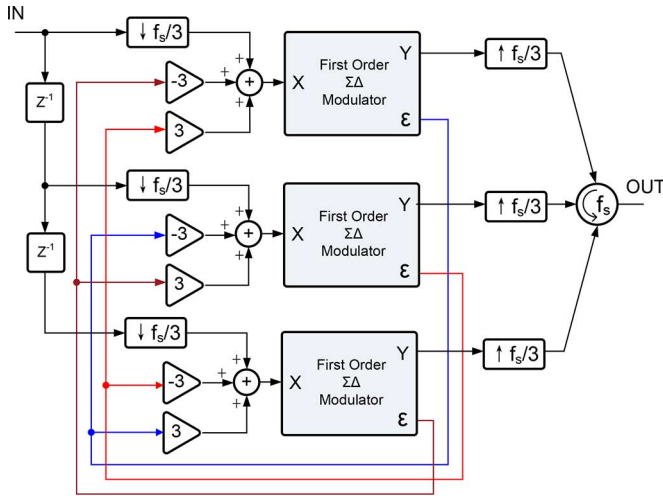 IN
↓ fs/3
-3
3
Z-1
X
First Order
ΣΔ
Modulator
Y
ε
↑ fs/3
↓ fs/3
-3
3
Z-1
X
First Order
ΣΔ
Modulator
Y
ε
↑ fs/3
fs
OUT
↓ fs/3
-3
3
X
First Order
ΣΔ
Modulator
Y
ε
↑ fs/3
+
+
+
+
+
+
+
+
+
+
+
+